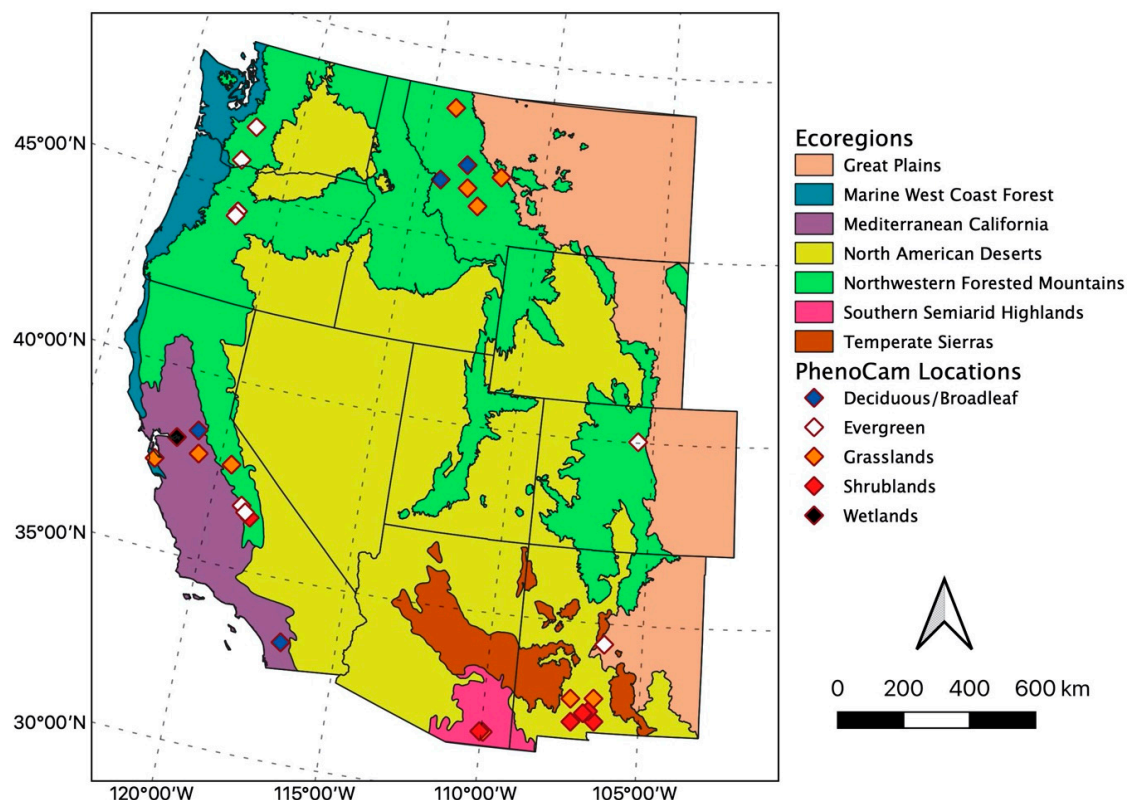 45°00′N
40°00′N
35°00′N
30°00′N
120°00′W 115°00′W 110°00′W 105°00′W
Ecoregions
Great Plains
Marine West Coast Forest
Mediterranean California
North American Deserts
Northwestern Forested Mountains
Southern Semiarid Highlands
Temperate Sierras
PhenoCam Locations
Deciduous/Broadleaf
Evergreen
Grasslands
Shrublands
Wetlands
0 200 400 600 km